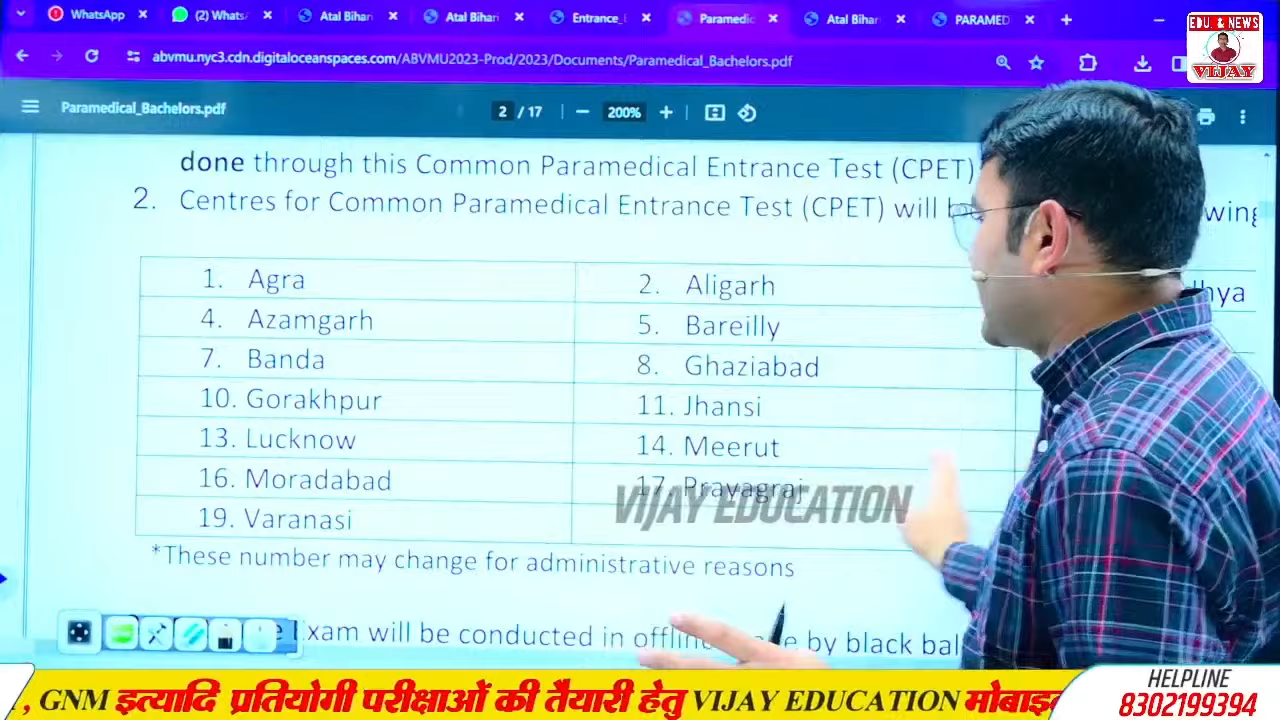 WhatsApp (2) Whats Atal Bihari Atal Bihari Entrance_ Paramedic Atal Bihar PARAMED
EDU. & NEWS
VIJAY
abvmu.nyc3.cdn.digitaloceanspaces.com/ABVMU2023-Prod/2023/Documents/Paramedical_Bachelors.pdf
Paramedical_Bachelors.pdf 2 / 17 200%
done through this Common Paramedical Entrance Test (CPET)
2. Centres for Common Paramedical Entrance Test (CPET) will
1. Agra 2. Aligarh
4. Azamgarh 5. Bareilly
7. Banda 8. Ghaziabad
10. Gorakhpur 11. Jhansi
13. Lucknow 14. Meerut
16. Moradabad 17. Prayagraj
VIJAY EDUCATION
19. Varanasi
*These number may change for administrative reasons
Exam will be conducted in by black bal
, GNM इत्यादि प्रतियोगी परीक्षाओं की तैयारी हेतु VIJAY EDUCATION
HELPLINE
8302199394